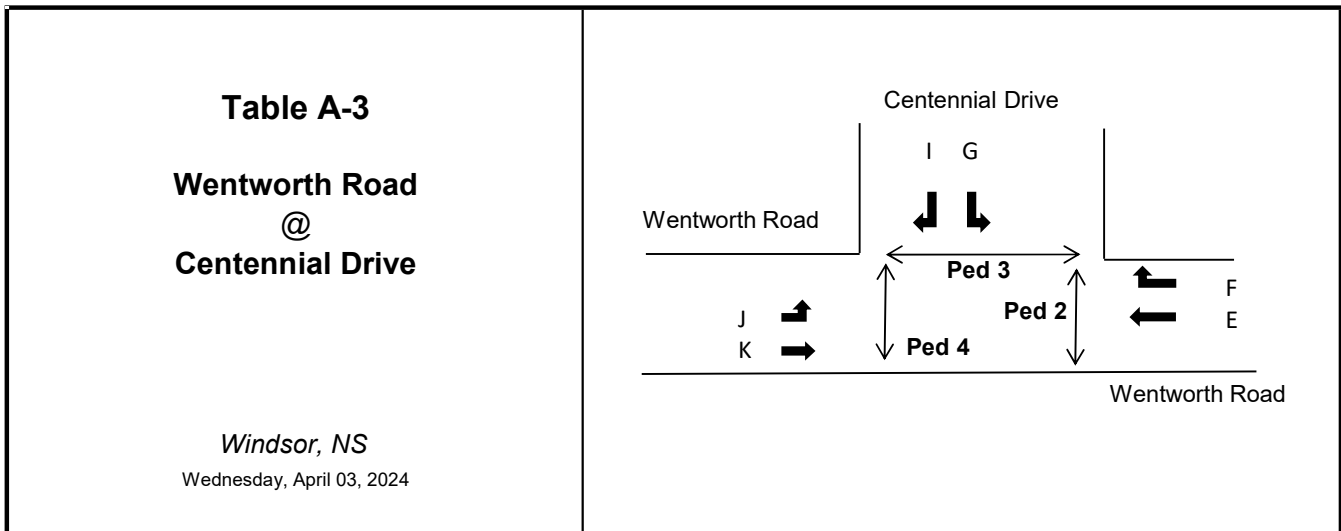 Table A-3
Wentworth Road
@
Centennial Drive
Windsor, NS
Wednesday, April 03, 2024
Centennial Drive
I G
Wentworth Road
Ped 3
Ped 2
F
J
E
K
Ped 4
Wentworth Road